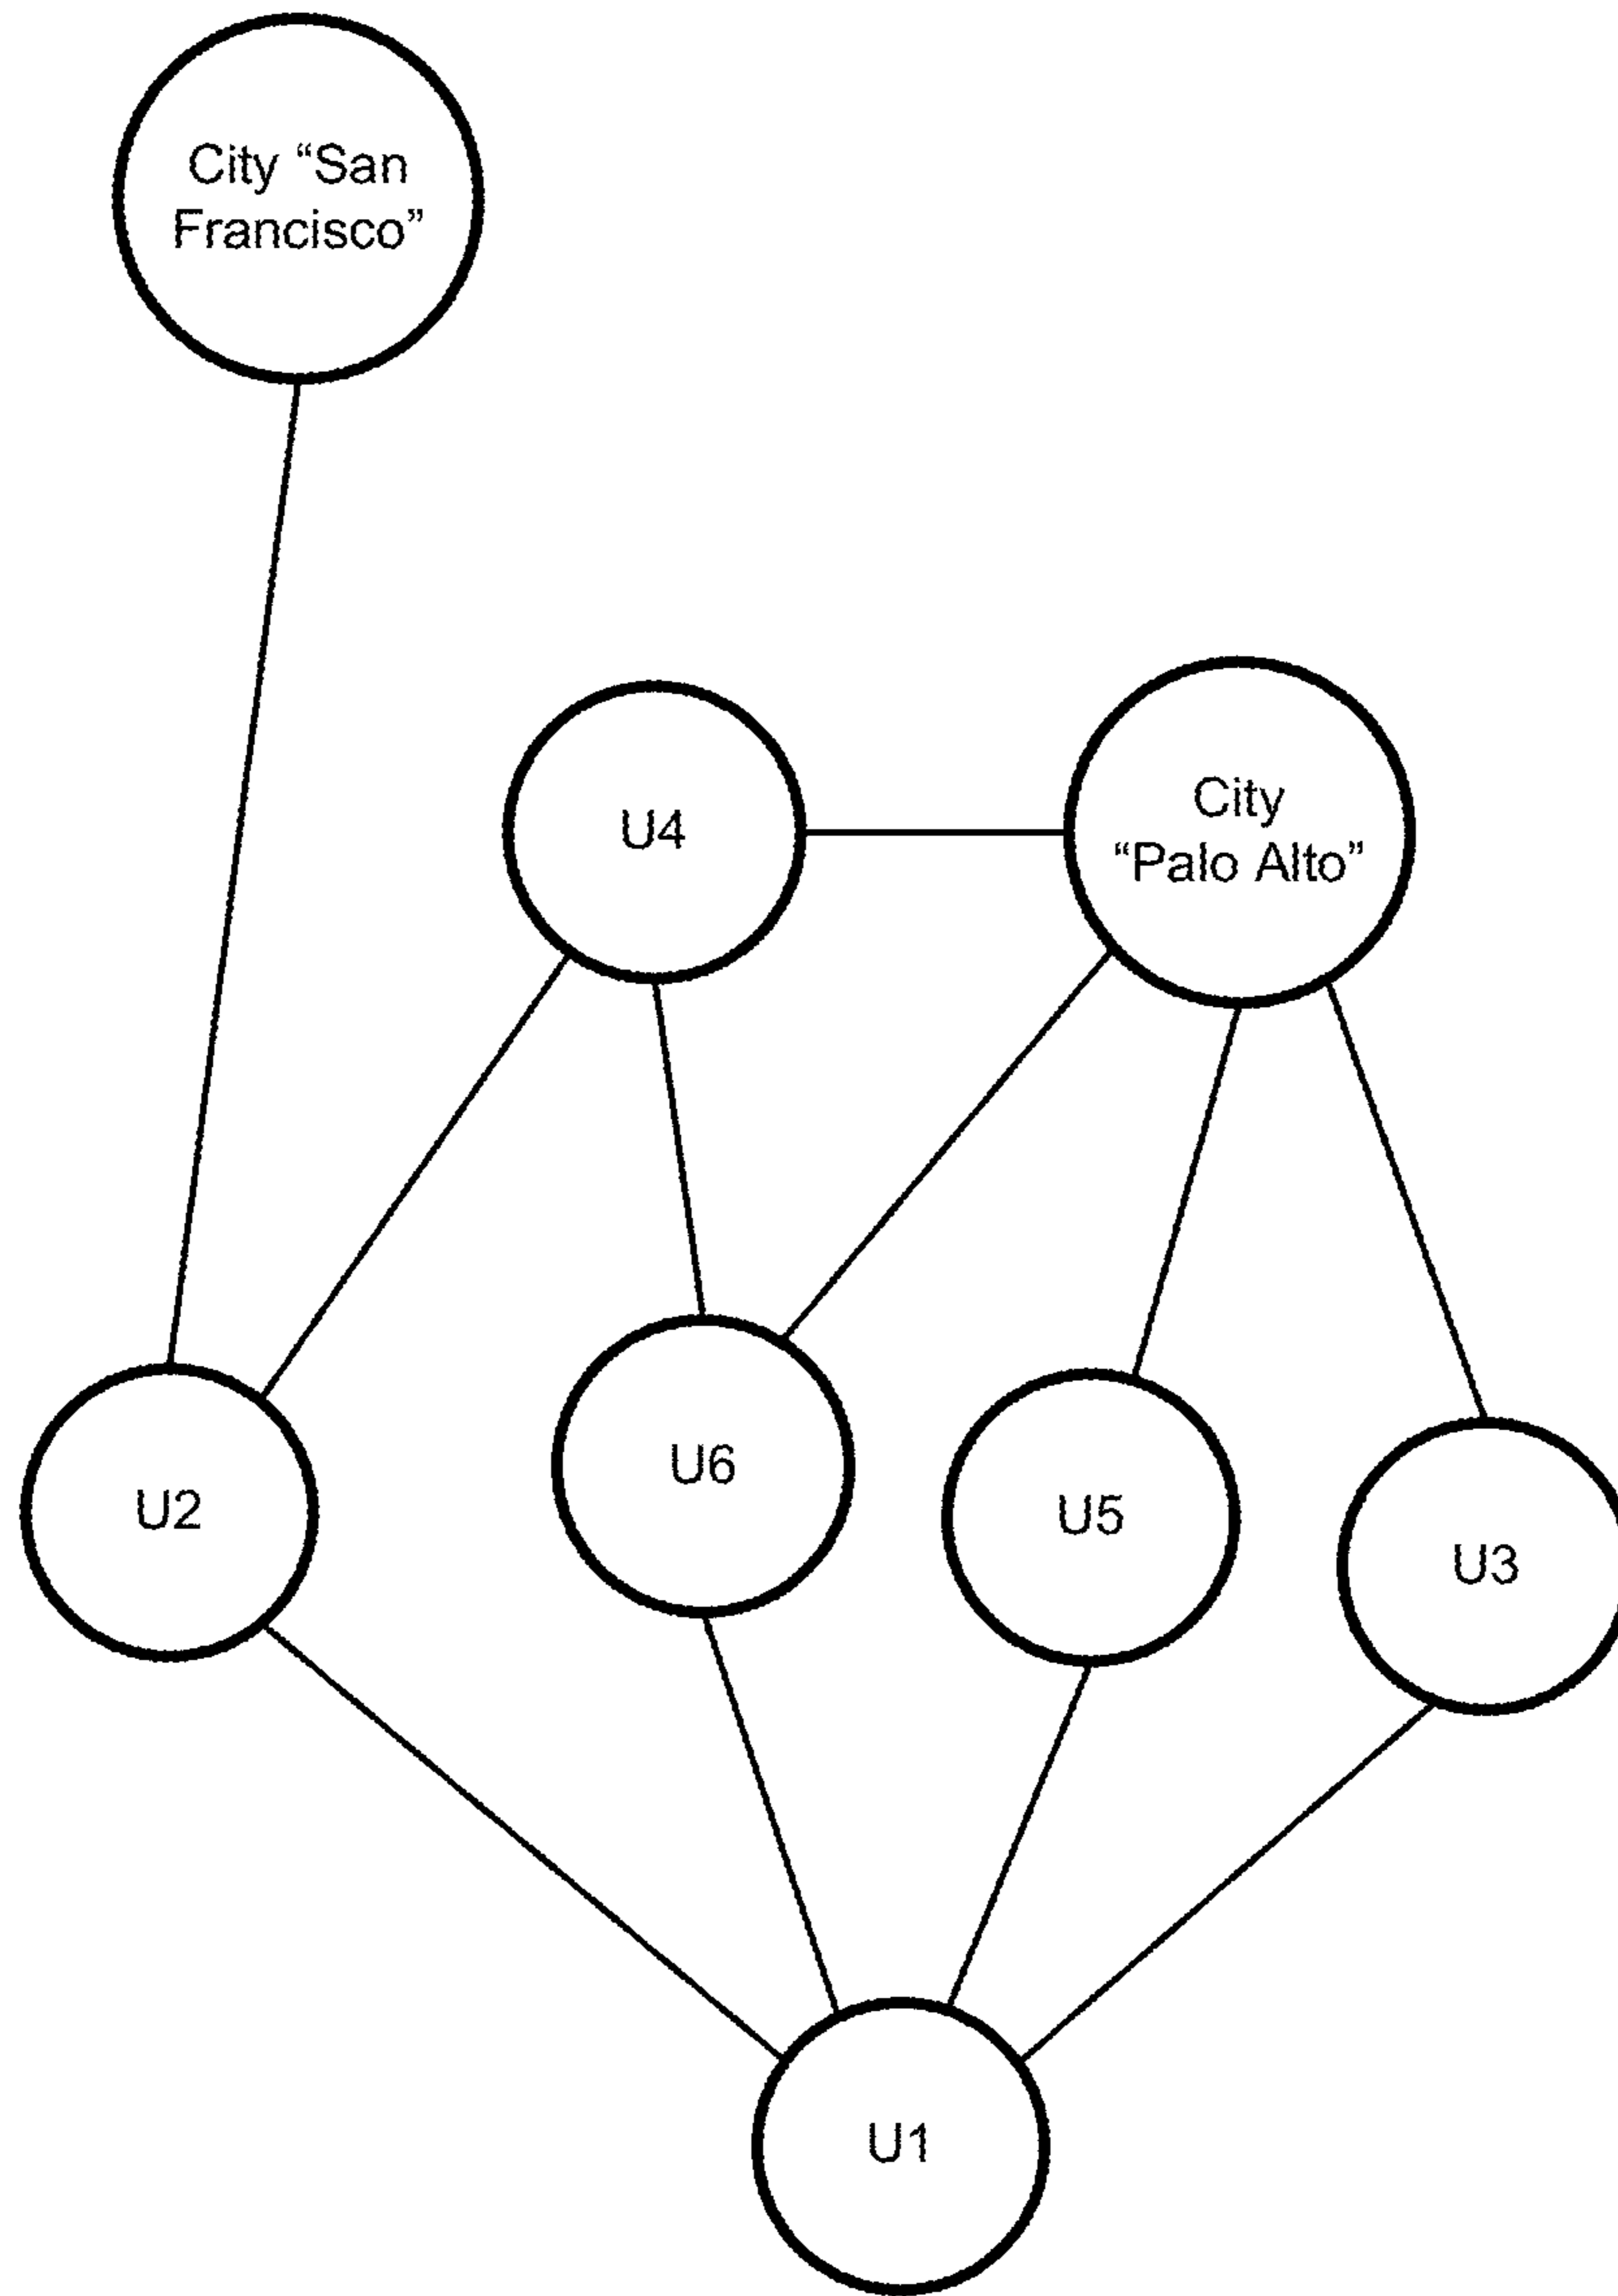 City “San
Francisco”
U4
City
“Palo Alto”
U2
U6
U5
U3
U1